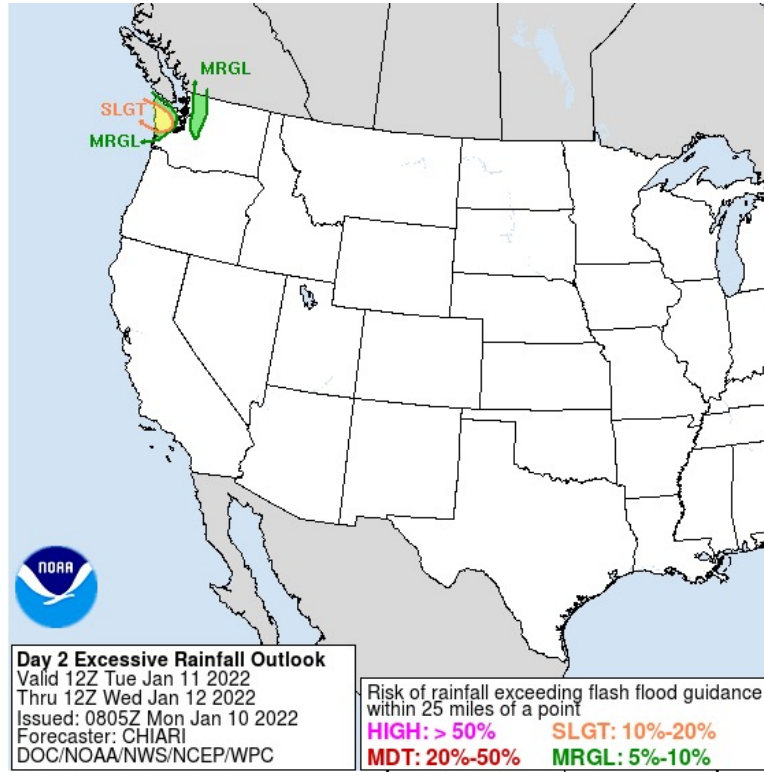 MRGL
SLGT
MRGL
NOAA
Day 2 Excessive Rainfall Outlook
Valid 12Z Tue Jan 11 2022
Thru 12Z Wed Jan 12 2022
Issued: 0805Z Mon Jan 10 2022
Forecaster: CHIARI
DOC/NOAA/NWS/NCEP/WPC
Risk of rainfall exceeding flash flood guidance
within 25 miles of a point
HIGH: > 50% SLGT: 10%-20%
MDT: 20%-50% MRGL: 5%-10%